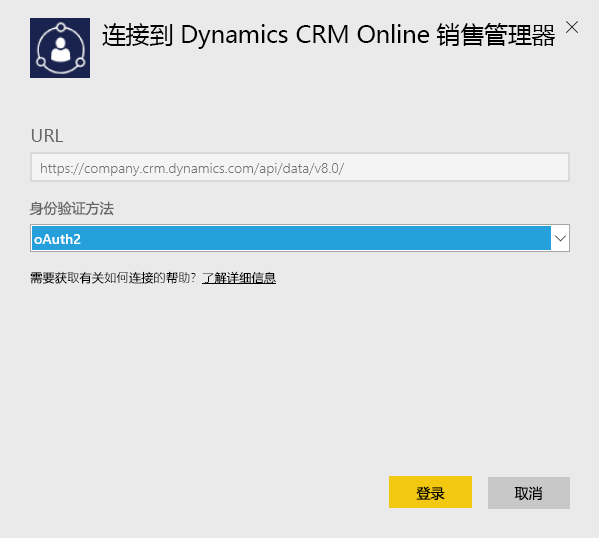 连接到 Dynamics CRM Online 销售管理器
URL
https://company.crm.dynamics.com/api/data/v8.0/
身份验证方法
oAuth2
需要获取有关如何连接的帮助? 了解详细信息
登录
取消